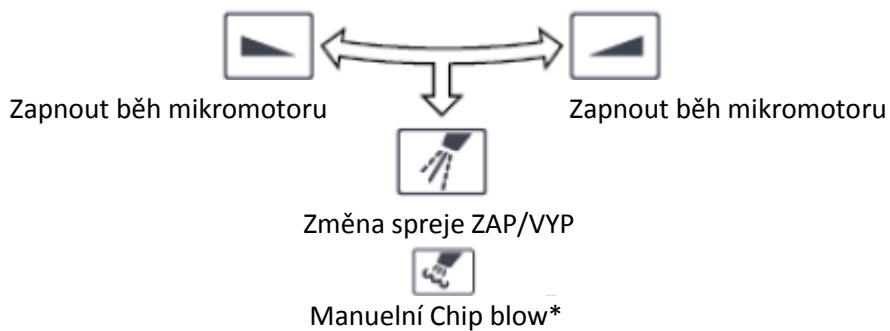 Zapnout běh mikromotoru Zapnout běh mikromotoru
Změna spreje ZAP/VYP
Manuelní Chip blow*